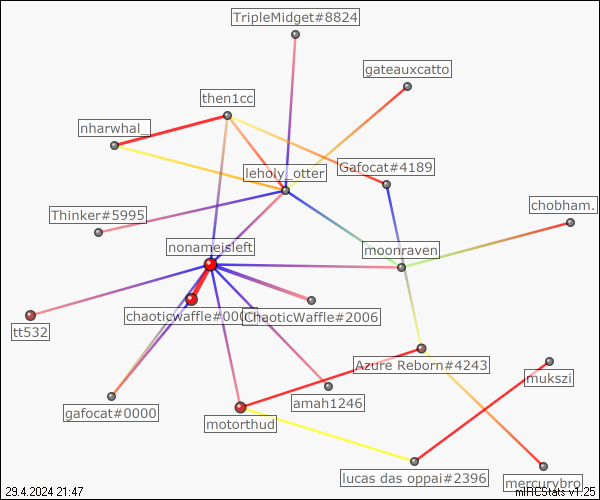 TripleMidget#8824
gateauxcatto
then1cc
nharwhal_
leholy_otter
Gafocat#4189
chobham.
Thinker#5995
nonameisleft
moonraven
chaoticwaffle#0000
ChaoticWaffle#2006
tt532
Azure Reborn#4243
mukszi
amah1246
gafocat#0000
motorthud
lucas das oppai#2396
mercurybro
29.4.2024 21:47
mIRCStats v1.25